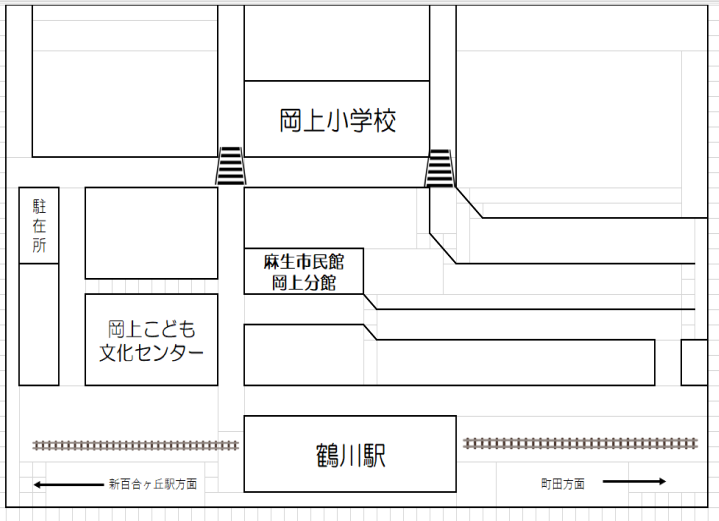 岡上小学校
駐在所
麻生市民館
岡上分館
岡上こども
文化センター
鶴川駅
新百合ヶ丘駅方面
町田方面